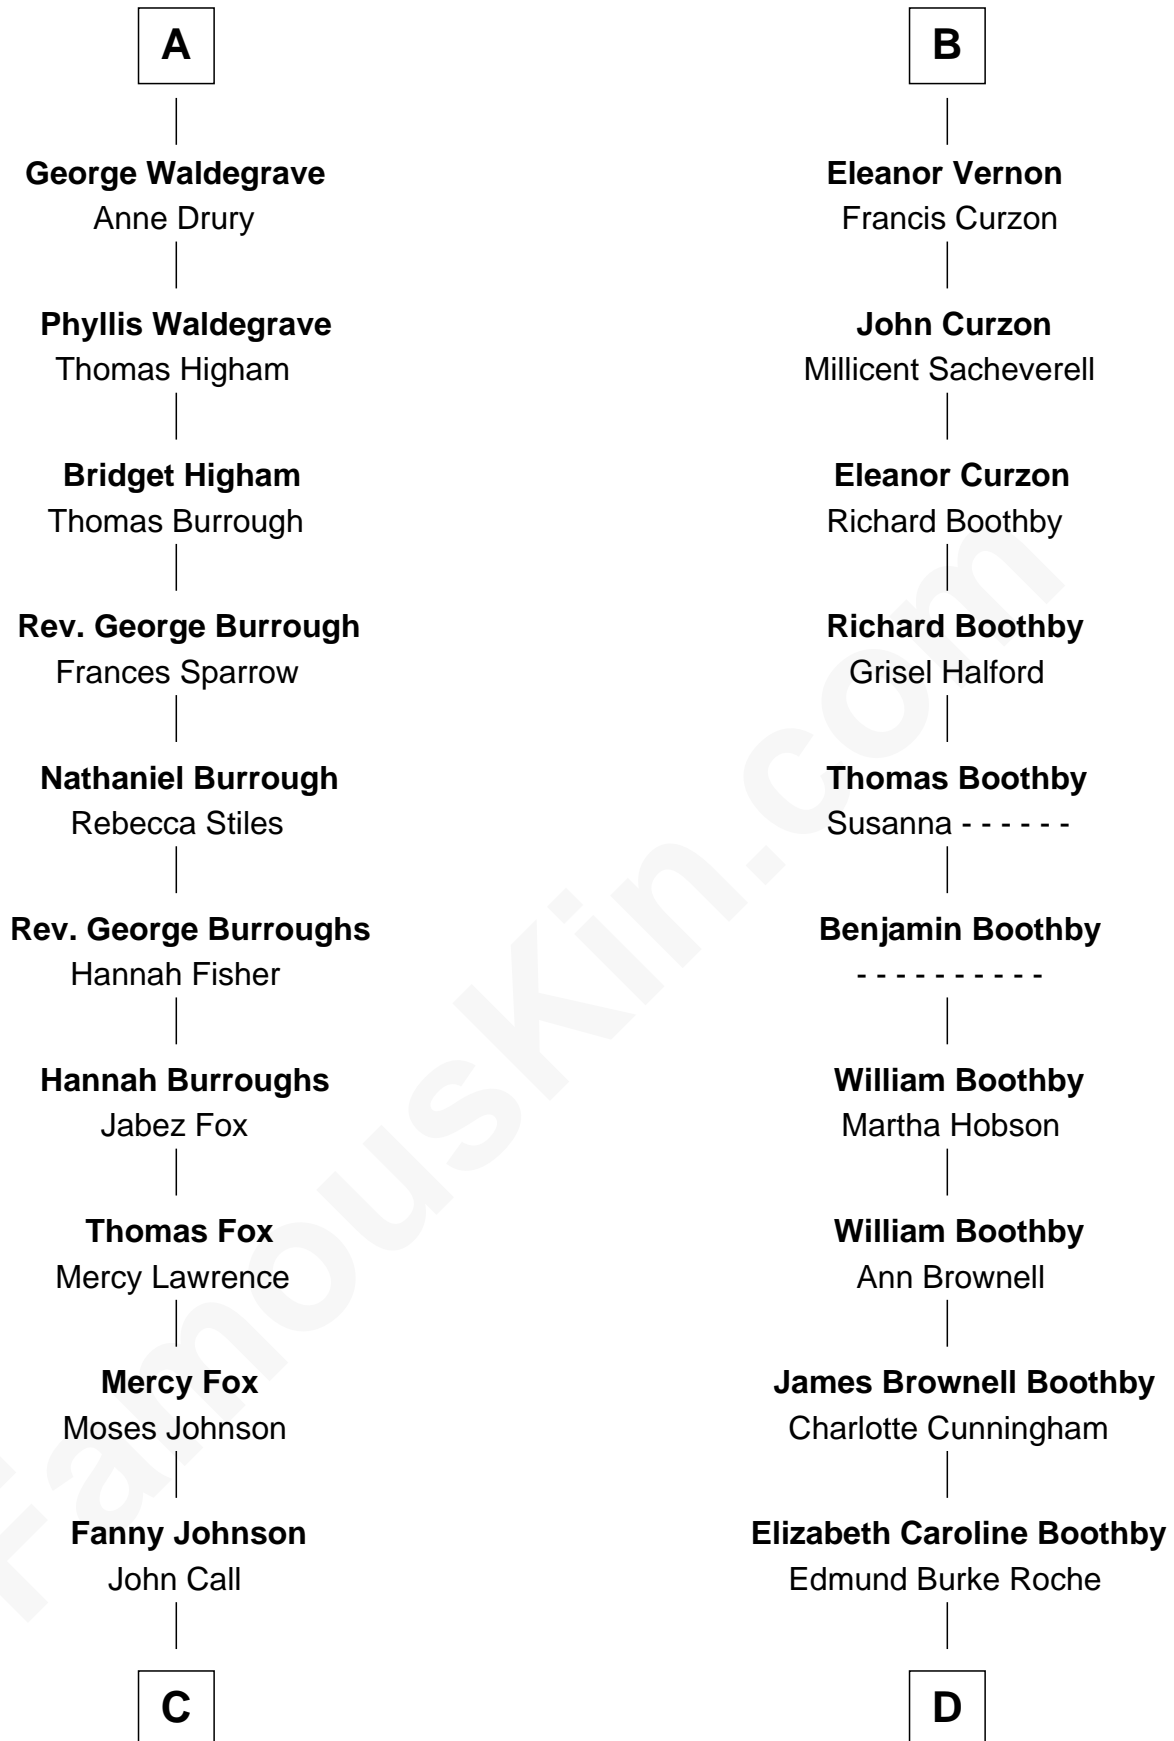 A
George Waldegrave
Anne Drury
Phyllis Waldegrave
Thomas Higham
Bridget Higham
Thomas Burrough
Rev. George Burrough
Frances Sparrow
Nathaniel Burrough
Rebecca Stiles
Rev. George Burroughs
Hannah Fisher
Hannah Burroughs
Jabez Fox
Thomas Fox
Mercy Lawrence
Mercy Fox
Moses Johnson
Fanny Johnson
John Call
C
B
Eleanor Vernon
Francis Curzon
John Curzon
Millicent Sacheverell
Eleanor Curzon
Richard Boothby
Richard Boothby
Grisel Halford
Thomas Boothby
Susanna - - - - - -
Benjamin Boothby
- - - - - - - - - -
William Boothby
Martha Hobson
William Boothby
Ann Brownell
James Brownell Boothby
Charlotte Cunningham
Elizabeth Caroline Boothby
Edmund Burke Roche
D
FamousKin.com